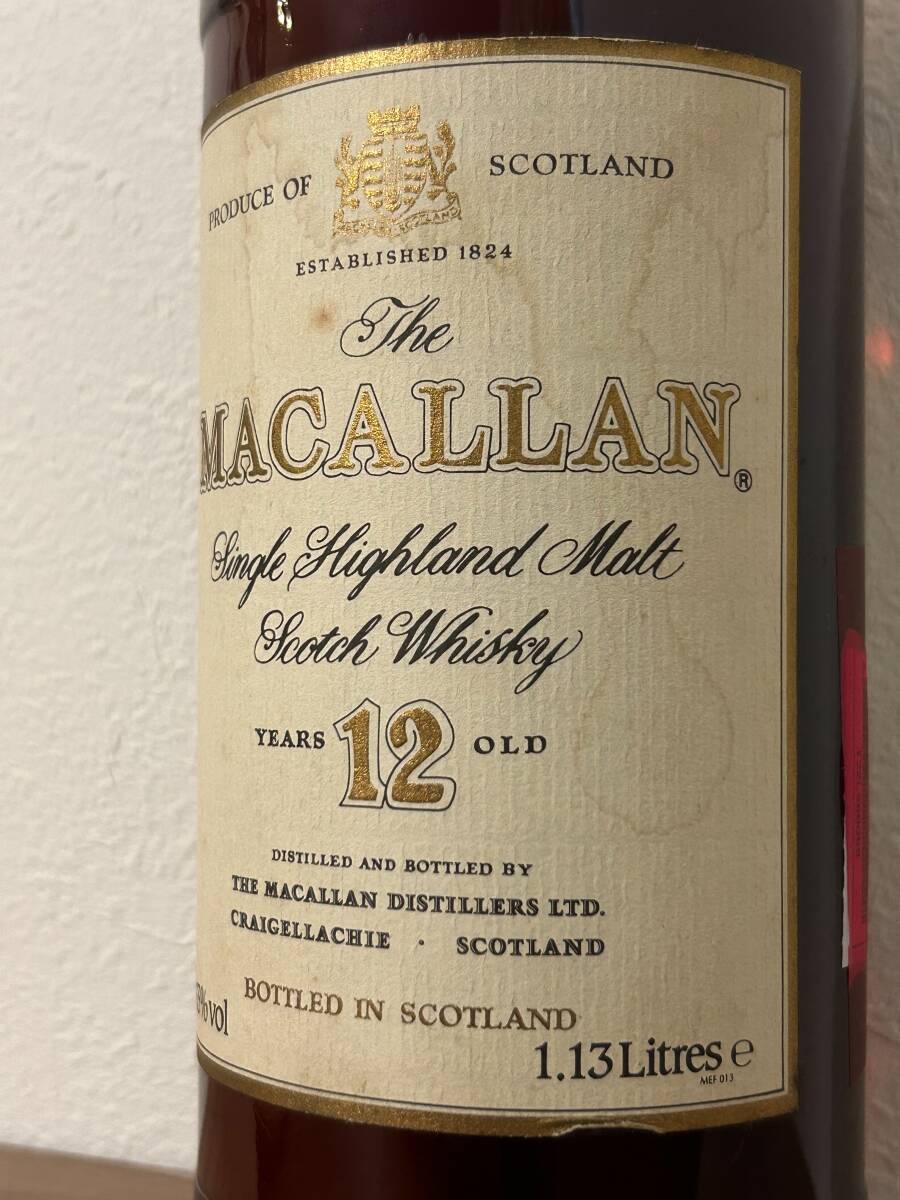 PRODUCE OF SCOTLAND
ESTABLISHED 1824
The
MACALLAN®
Single Highland Malt
Scotch Whisky
YEARS 12 OLD
DISTILLED AND BOTTLED BY
THE MACALLAN DISTILLERS LTD.
CRAIGELLACHIE · SCOTLAND
BOTTLED IN SCOTLAND
%vol
1.13 Litres e
MEF 013